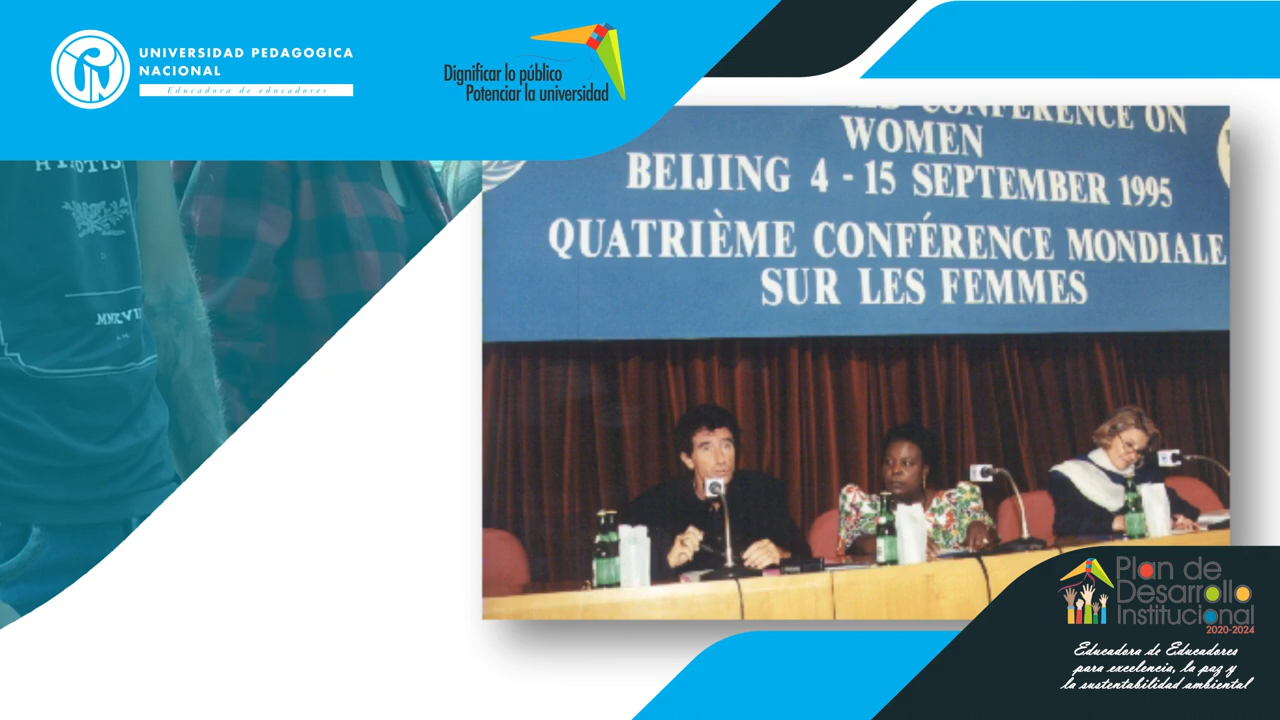 UNIVERSIDAD PEDAGOGICA
NACIONAL
Educadora de educadores
Dignificar lo público
Potenciar la universidad
CONFERENCE ON
WOMEN
BEIJING 4 - 15 SEPTEMBER 1995
QUATRIÈME CONFÉRENCE MONDIALE
SUR LES FEMMES
Plan de
Desarrollo
Institucional
2020-2024
Educadora de Educadores
para excelencia, la paz y
la sustentabilidad ambiental